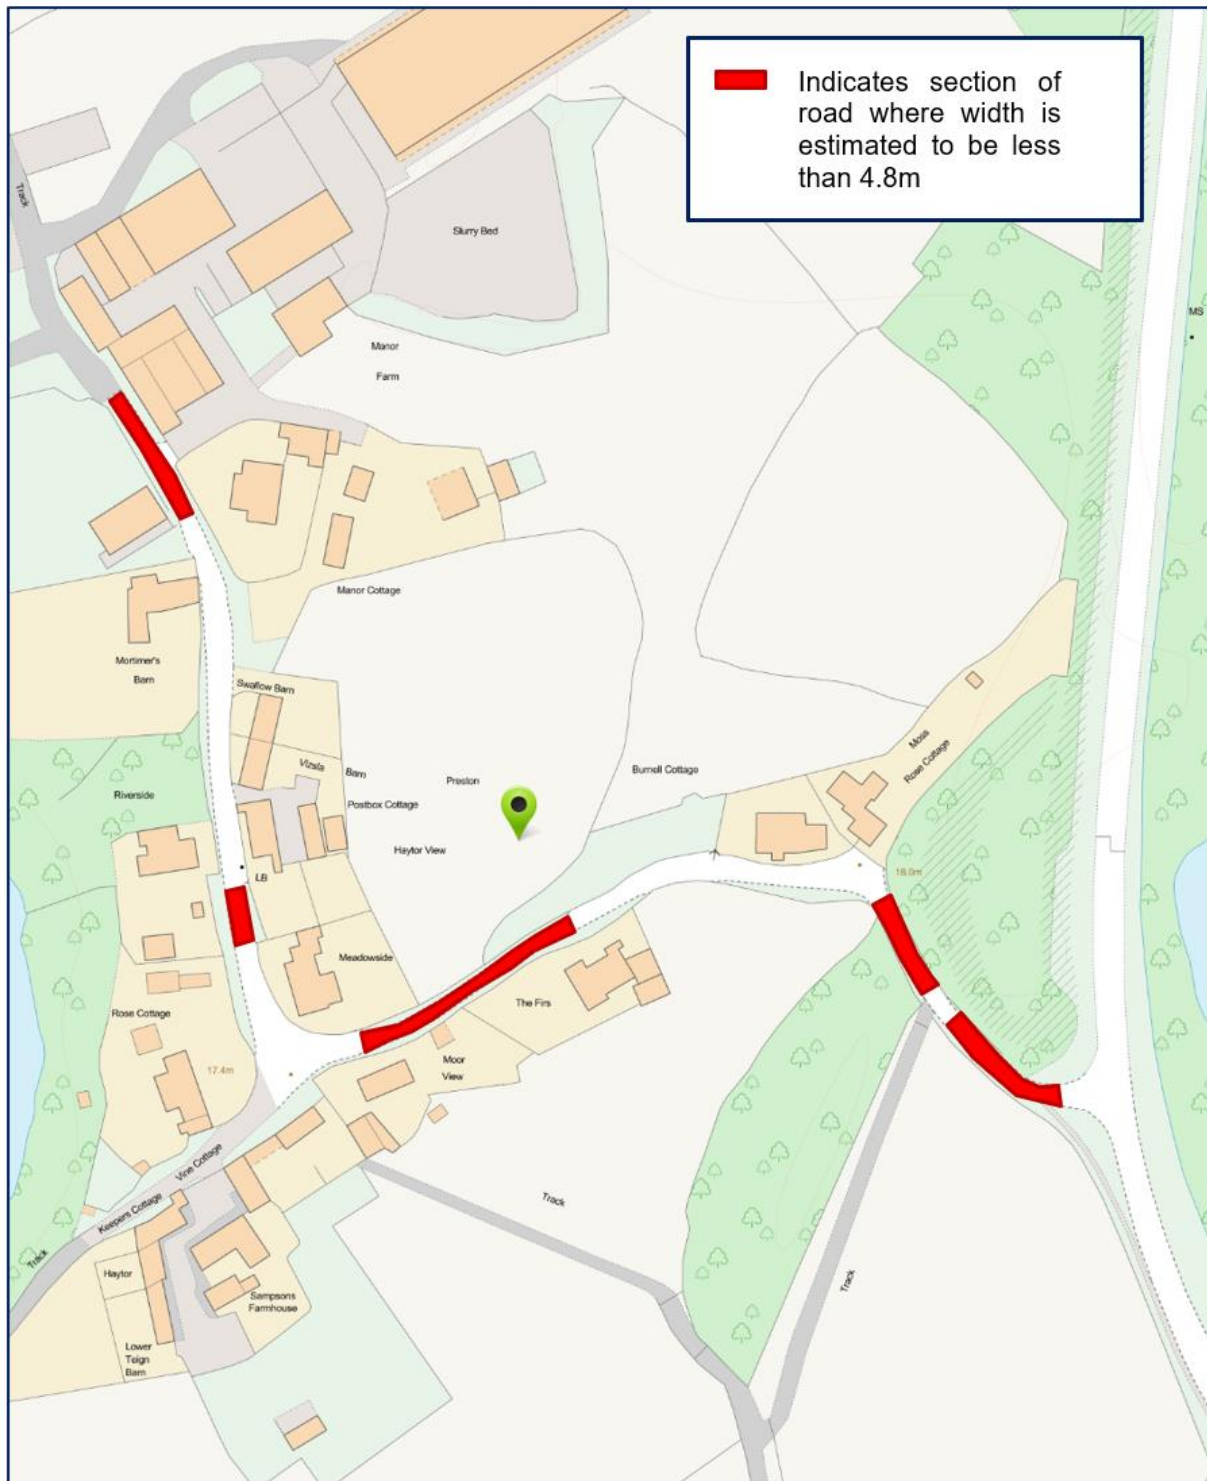 Indicates section of
road where width is
estimated to be less
than 4.8m
Track
Slurry Bed
MS
Manor
Farm
Manor Cottage
Mortimer's
Barn
Swallow Barn
Vizsla Barn
Moss
Rose Cottage
Burnell Cottage
Preston
Riverside
Postbox Cottage
Haytor View
LB
18.0m
Meadowside
The Firs
Rose Cottage
17.4m
Moor
View
Vine Cottage
Keepers Cottage
Track
Track
Track
Haytor
Sampsons
Farmhouse
Lower
Teign
Barn